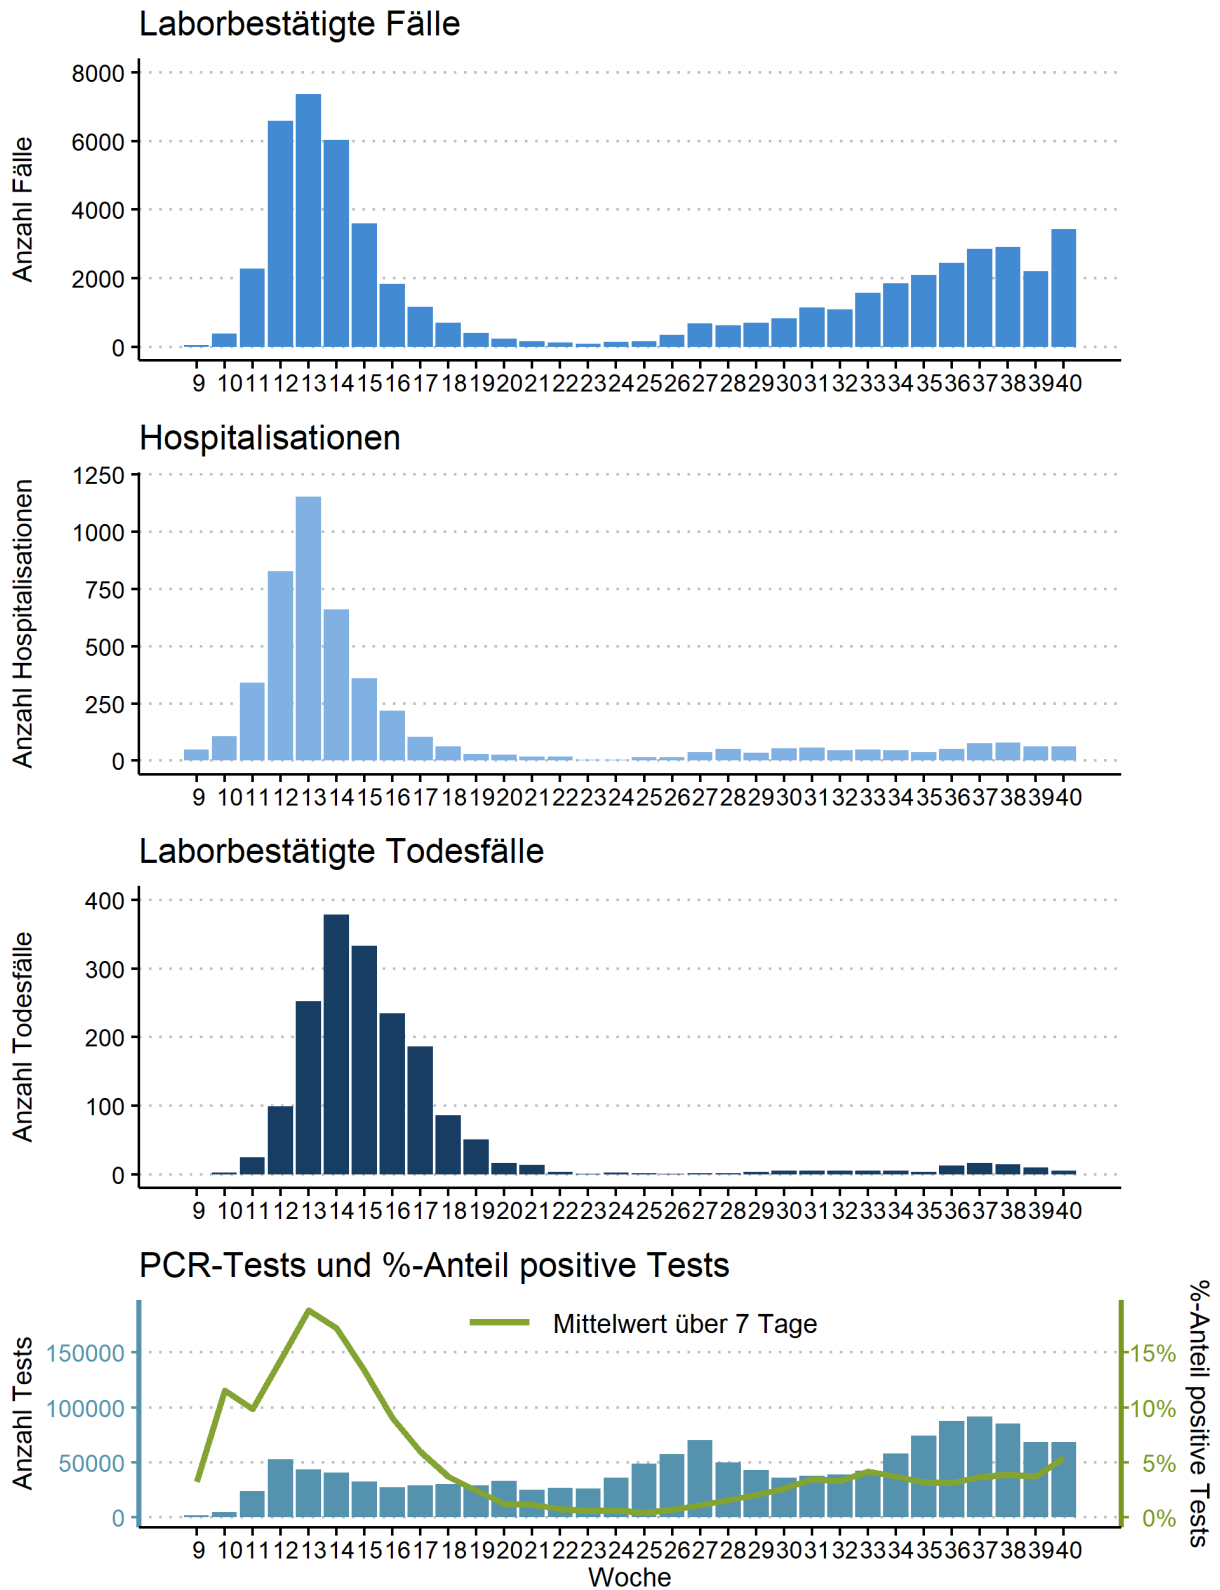 Laborbestätigte Fälle
Anzahl Fälle
8000
6000
4000
2000
0
9 10 11 12 13 14 15 16 17 18 19 20 21 22 23 24 25 26 27 28 29 30 31 32 33 34 35 36 37 38 39 40
Hospitalisationen
Anzahl Hospitalisationen
1250
1000
750
500
250
0
9 10 11 12 13 14 15 16 17 18 19 20 21 22 23 24 25 26 27 28 29 30 31 32 33 34 35 36 37 38 39 40
Laborbestätigte Todesfälle
Anzahl Todesfälle
400
300
200
100
0
9 10 11 12 13 14 15 16 17 18 19 20 21 22 23 24 25 26 27 28 29 30 31 32 33 34 35 36 37 38 39 40
PCR-Tests und %-Anteil positive Tests
Mittelwert über 7 Tage
Anzahl Tests
150000
100000
50000
0
15%
10%
5%
0%
%-Anteil positive Tests
9 10 11 12 13 14 15 16 17 18 19 20 21 22 23 24 25 26 27 28 29 30 31 32 33 34 35 36 37 38 39 40
Woche